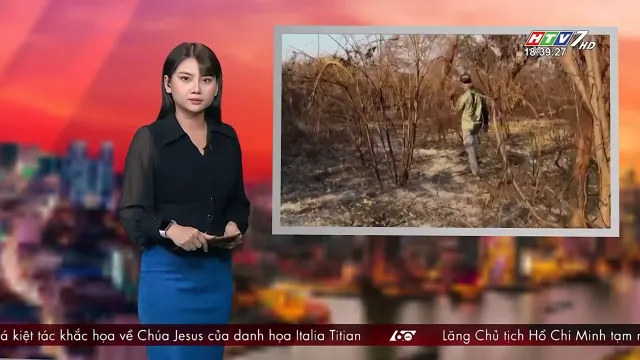 HTV7 HD
18:39:27
á kiệt tác khắc họa về Chúa Jesus của danh họa Italia Titian 60 Lăng Chủ tịch Hồ Chí Minh tạm n